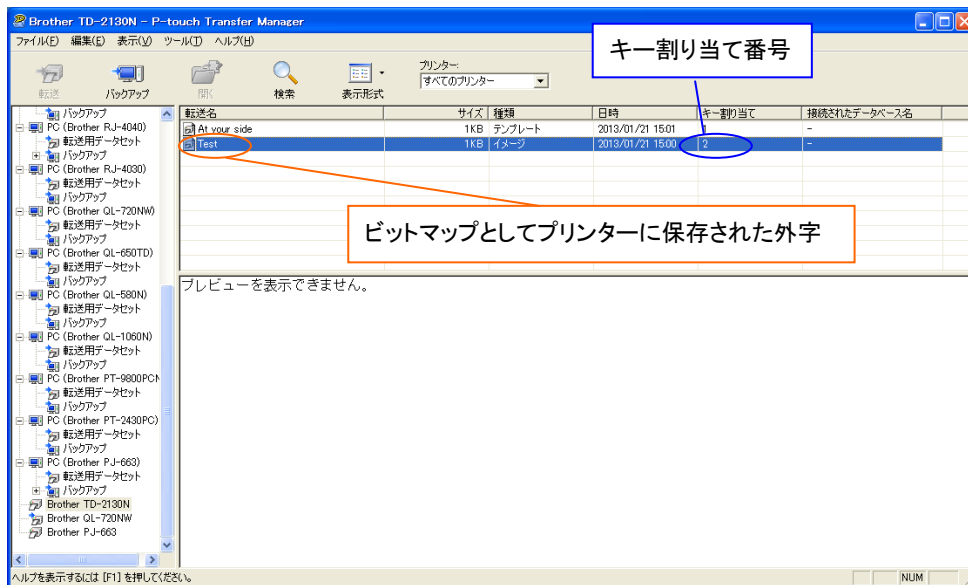 Brother TD-2130N - P-touch Transfer Manager
ファイル(F) 編集(E) 表示(V) ツール(T) ヘルプ(H)
キー割り当て番号
転送
バックアップ
開く
検索
表示形式
プリンター:
すべてのプリンター
バックアップ
PC (Brother RJ-4040)
転送用データセット
バックアップ
PC (Brother RJ-4030)
転送用データセット
バックアップ
PC (Brother QL-720NW)
転送用データセット
バックアップ
PC (Brother QL-650TD)
転送用データセット
バックアップ
PC (Brother QL-580N)
転送用データセット
バックアップ
PC (Brother QL-1060N)
転送用データセット
バックアップ
PC (Brother PT-9800PCN
転送用データセット
バックアップ
PC (Brother PT-2430PC)
転送用データセット
バックアップ
PC (Brother PJ-663)
転送用データセット
バックアップ
Brother TD-2130N
Brother QL-720NW
Brother PJ-663
転送名 サイズ 種類 日時 キー割り当て 接続されたデータベース名
At your side 1KB テンプレート 2013/01/21 15:01 1 -
Test 1KB イメージ 2013/01/21 15:00 2 -
ビットマップとしてプリンターに保存された外字
プレビューを表示できません。
ヘルプを表示するには [F1] を押してください。
NUM